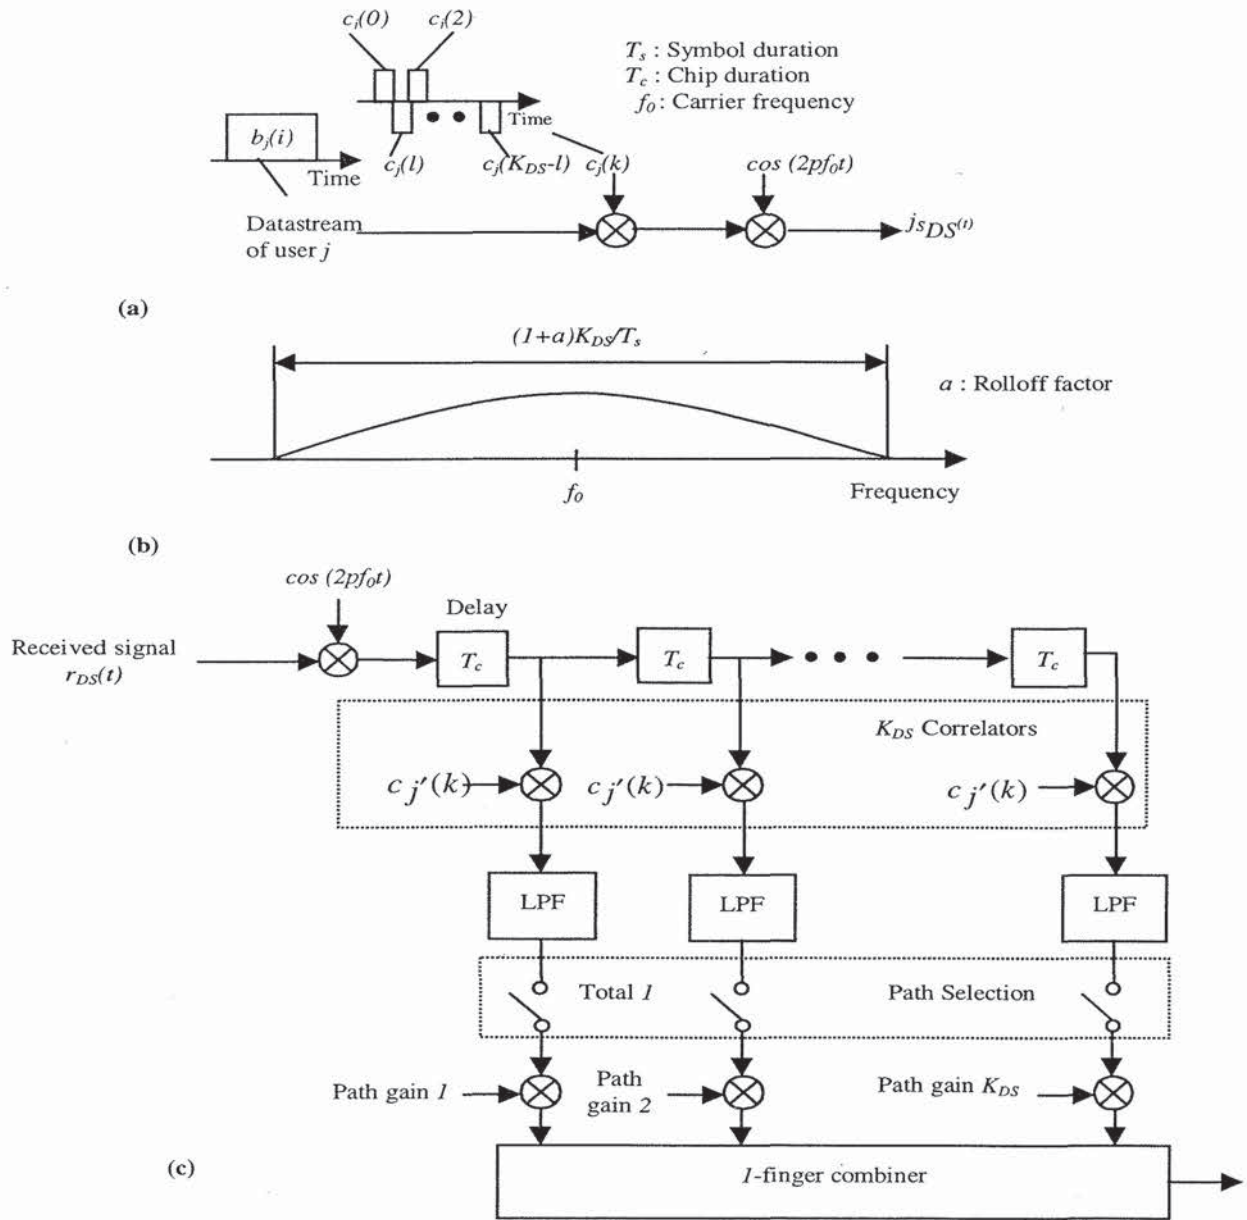 c_i(0) c_i(2)
T_s : Symbol duration
T_c : Chip duration
f_0 : Carrier frequency
Time
b_j(i)
Time
c_j(l) c_j(K_DS-l) c_j(k) cos (2pf_0t)
Datastream
of user j
j_SDS(t)
(a)
(1+a)K_DS/T_s
a : Rolloff factor
f_0
Frequency
(b)
cos (2pf_0t)
Delay
Received signal
r_DS(t)
T_c T_c T_c
K_DS Correlators
c_j'(k) c_j'(k) c_j'(k)
LPF LPF LPF
Total 1 Path Selection
Path gain 1
Path
gain 2
Path gain K_DS
1-finger combiner
(c)